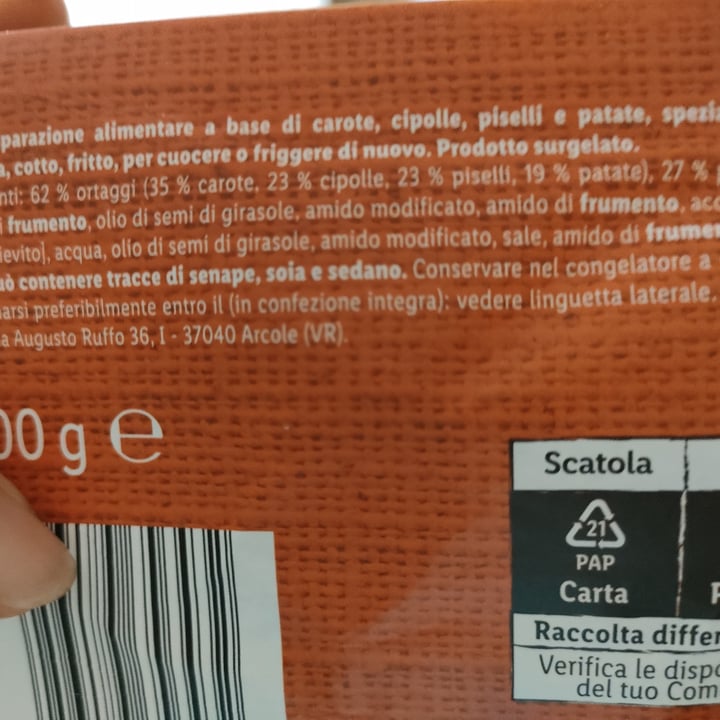 parazione alimentare a base di carote, cipolle, piselli e patate, spezi
a, cotto, fritto, per cuocere o friggere di nuovo. Prodotto surgelato.
nti: 62 % ortaggi (35 % carote, 23 % cipolle, 23 % piselli, 19 % patate), 27 %
i frumento, olio di semi di girasole, amido modificato, amido di frumento, ac
ievito], acqua, olio di semi di girasole, amido modificato, sale, amido di frumen
uò contenere tracce di senape, soia e sedano. Conservare nel congelatore a
marsi preferibilmente entro il (in confezione integra): vedere linguetta laterale.
a Augusto Ruffo 36, I - 37040 Arcole (VR).
00 g e
Scatola
21
PAP
Carta
Raccolta differ
Verifica le dispo
del tuo Com